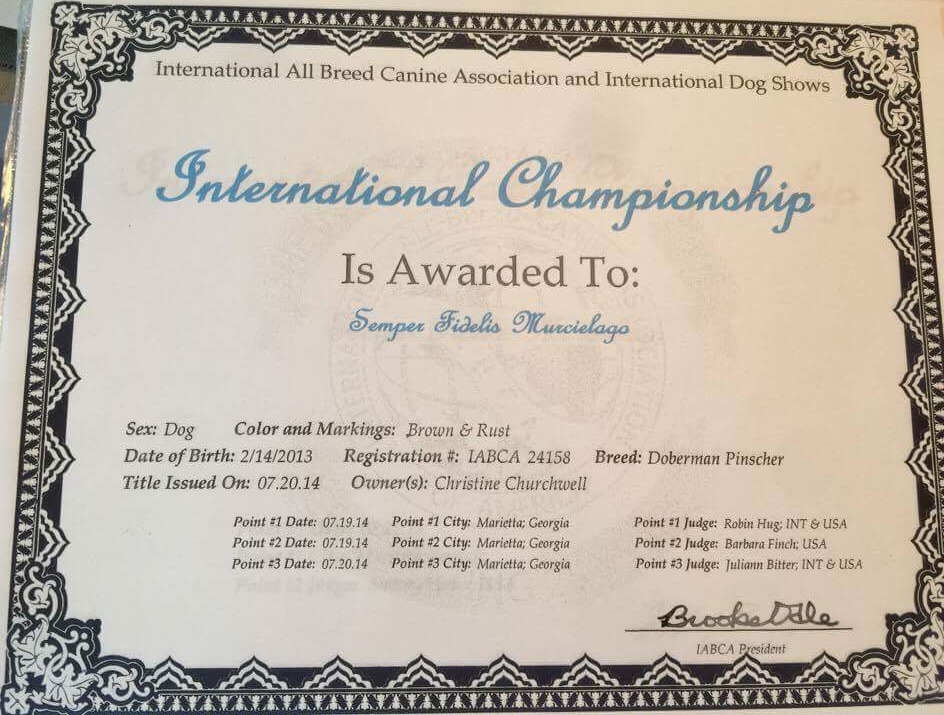 International All Breed Canine Association and International Dog Shows
International Championship
Is Awarded To:
Semper Fidelis Murcielago
Sex: Dog Color and Markings: Brown & Rust
Date of Birth: 2/14/2013 Registration #: IABCA 24158 Breed: Doberman Pinscher
Title Issued On: 07.20.14 Owner(s): Christine Churchwell
Point #1 Date: 07.19.14 Point #1 City: Marietta; Georgia Point #1 Judge: Robin Hug; INT & USA
Point #2 Date: 07.19.14 Point #2 City: Marietta; Georgia Point #2 Judge: Barbara Finch; USA
Point #3 Date: 07.20.14 Point #3 City: Marietta; Georgia Point #3 Judge: Juliann Bitter; INT & USA
IABCA President